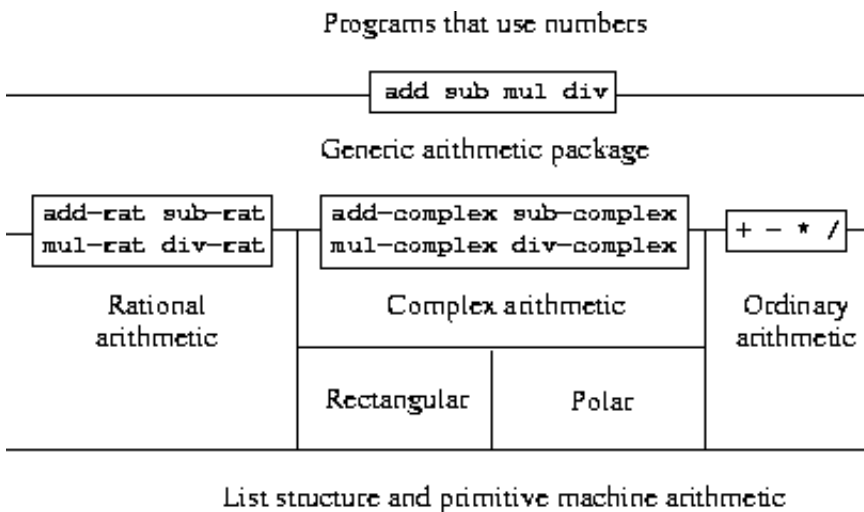 Programs that use numbers
add sub mul div
Generic arithmetic package
add-rat sub-rat
mul-rat div-rat
add-complex sub-complex
mul-complex div-complex
+ - * /
Rational
arithmetic
Complex arithmetic
Ordinary
arithmetic
Rectangular
Polar
List structure and primitive machine arithmetic